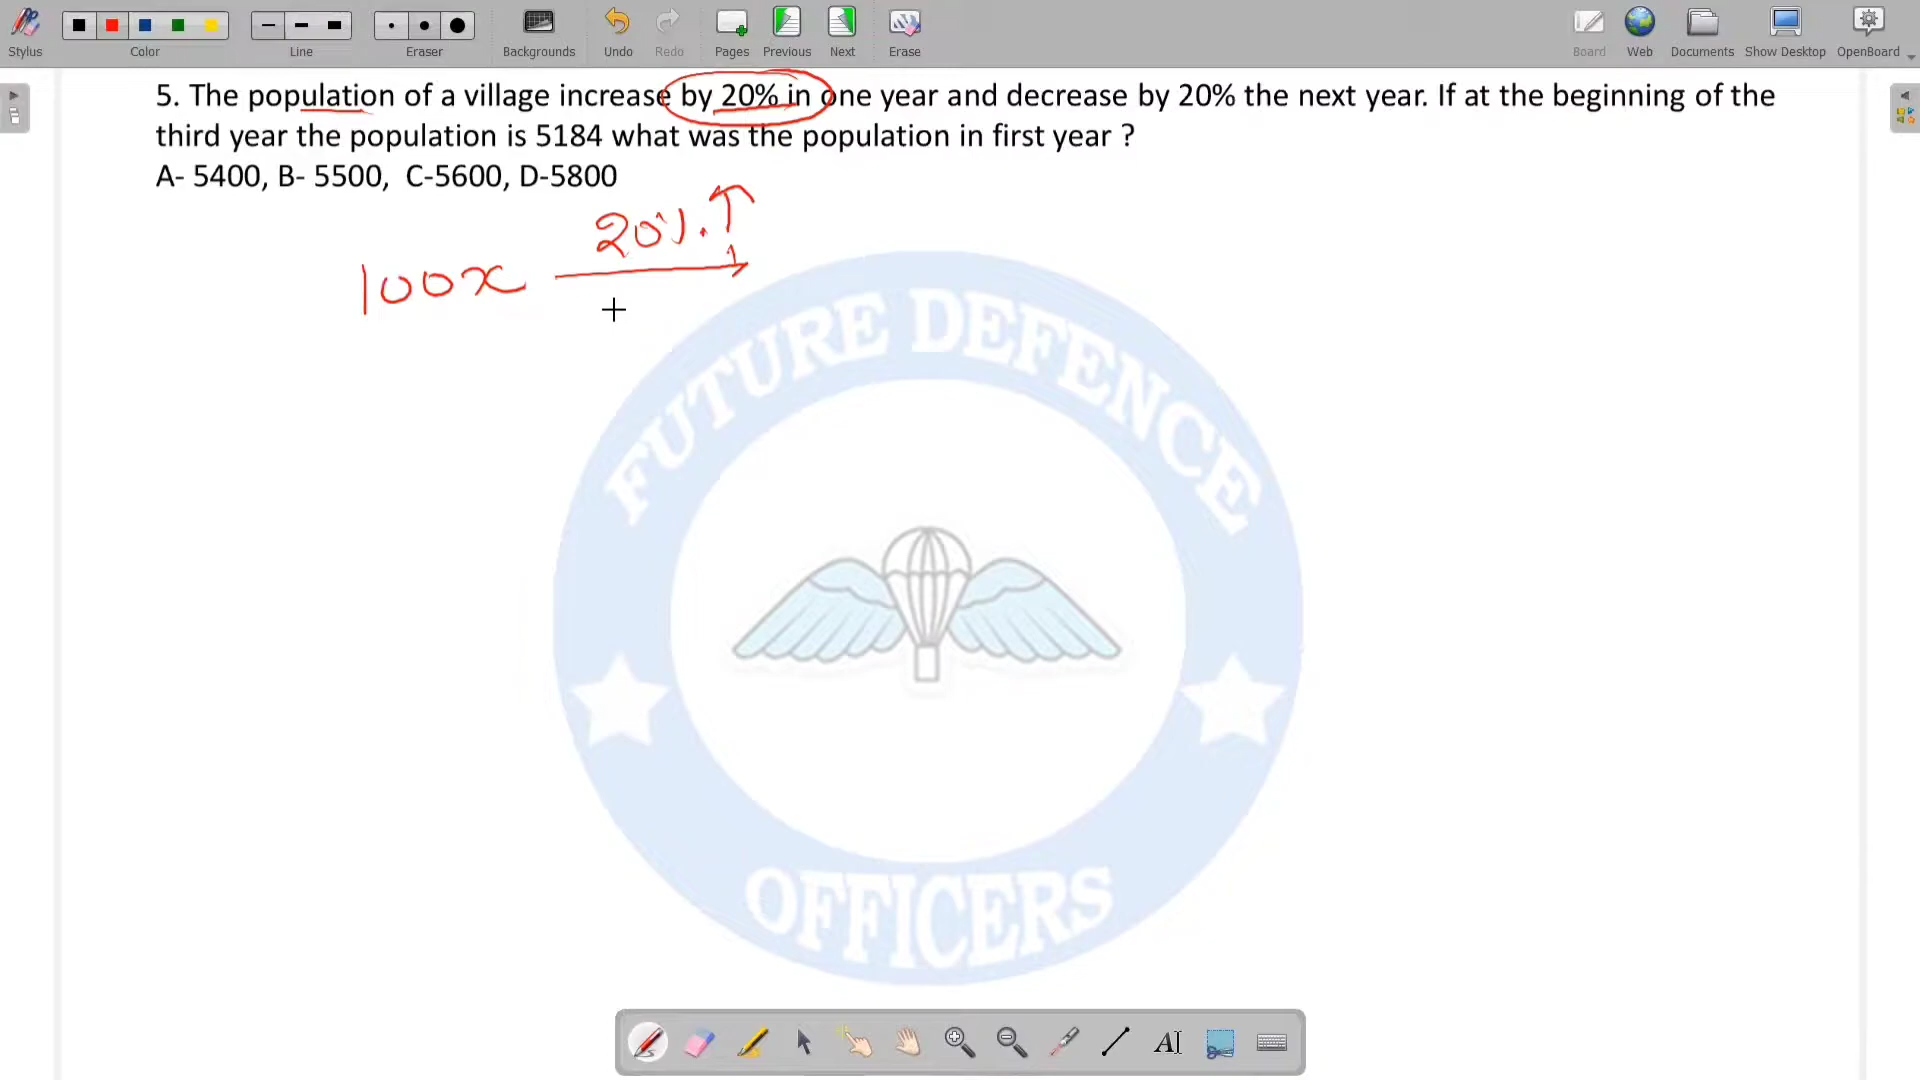 Stylus Color Line Eraser Backgrounds Undo Redo Pages Previous Next Erase Board Web Documents Show Desktop OpenBoard
5. The population of a village increase by 20% in one year and decrease by 20% the next year. If at the beginning of the
third year the population is 5184 what was the population in first year ?
A- 5400, B- 5500, C-5600, D-5800
20%. ↑
100x
FUTURE DEFENCE
OFFICERS